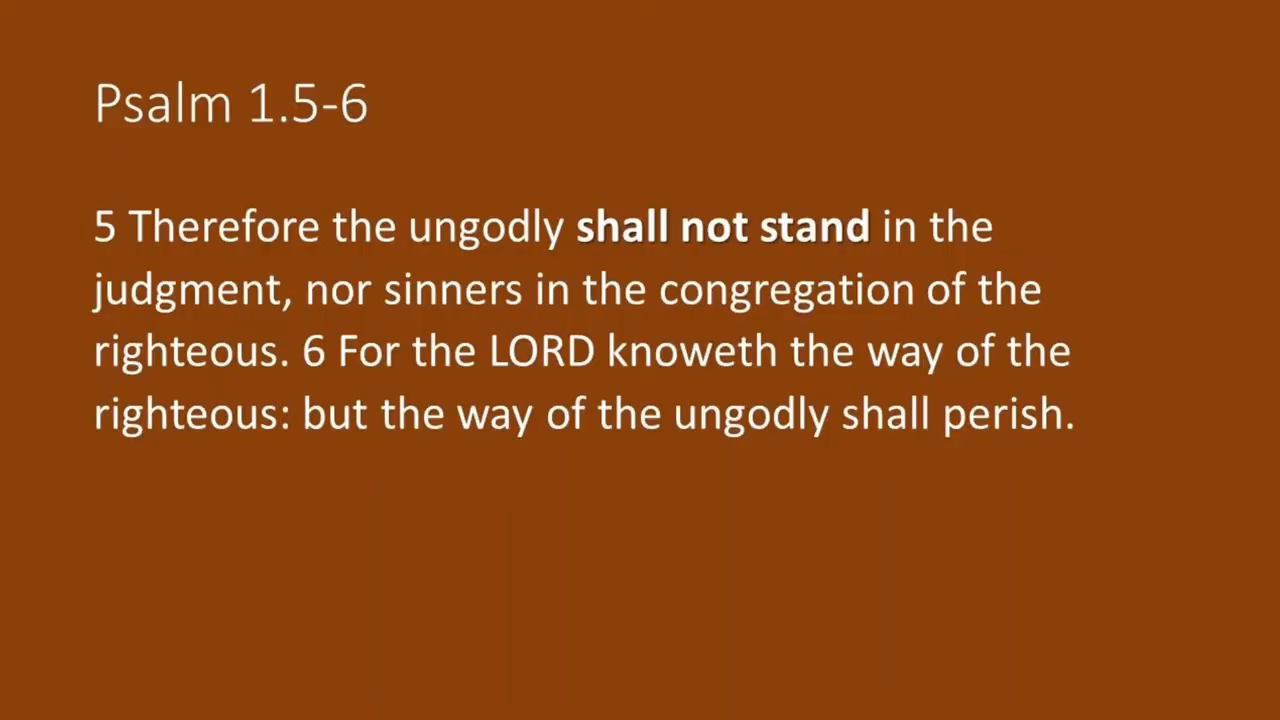 Psalm 1.5-6
5 Therefore the ungodly shall not stand in the
judgment, nor sinners in the congregation of the
righteous. 6 For the LORD knoweth the way of the
righteous: but the way of the ungodly shall perish.